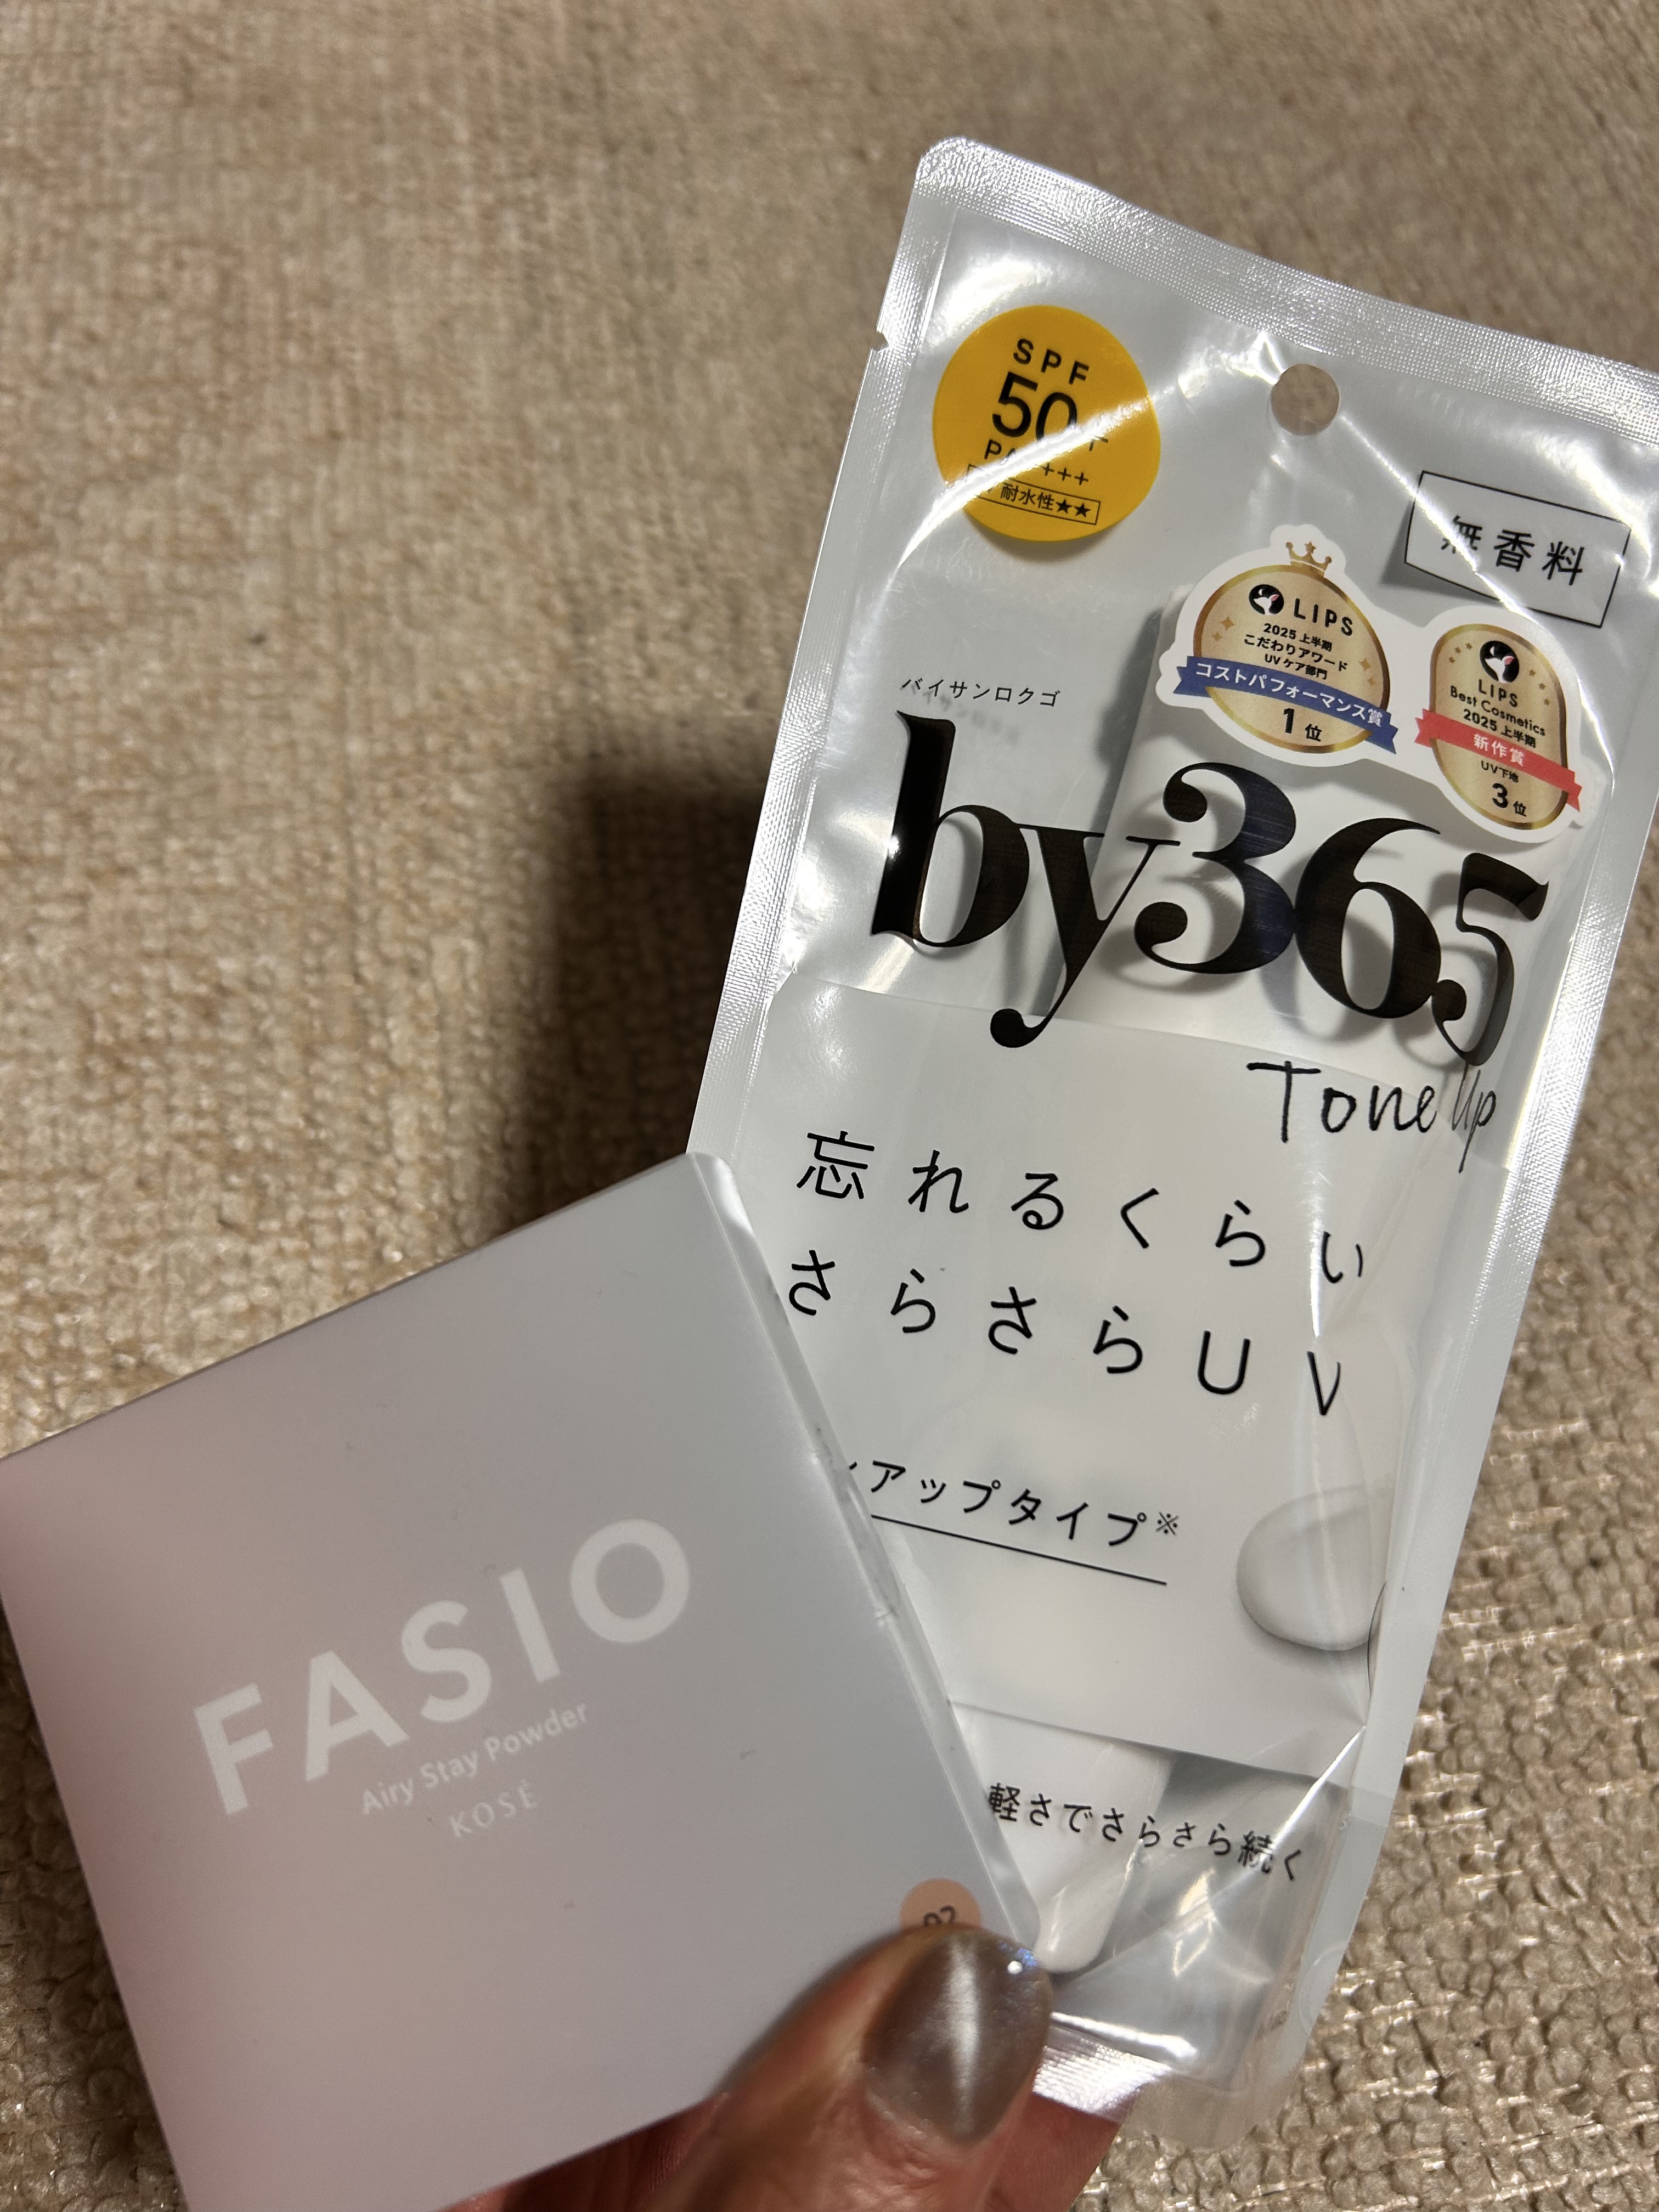 SPF
50+
PA++++
耐水性★★
無香料
LIPS
2025 上半期
こだわりアワード
UVケア部門
コストパフォーマンス賞
1位
LIPS
Best Cosmetics
2025 上半期
新作賞
UV下地
3位
バイサンロクゴ
by365
Tone Up
忘れるくらい
さらさらUV
アップタイプ※
軽さでさらさら続く
FASIO
Airy Stay Powder
KOSÉ
02